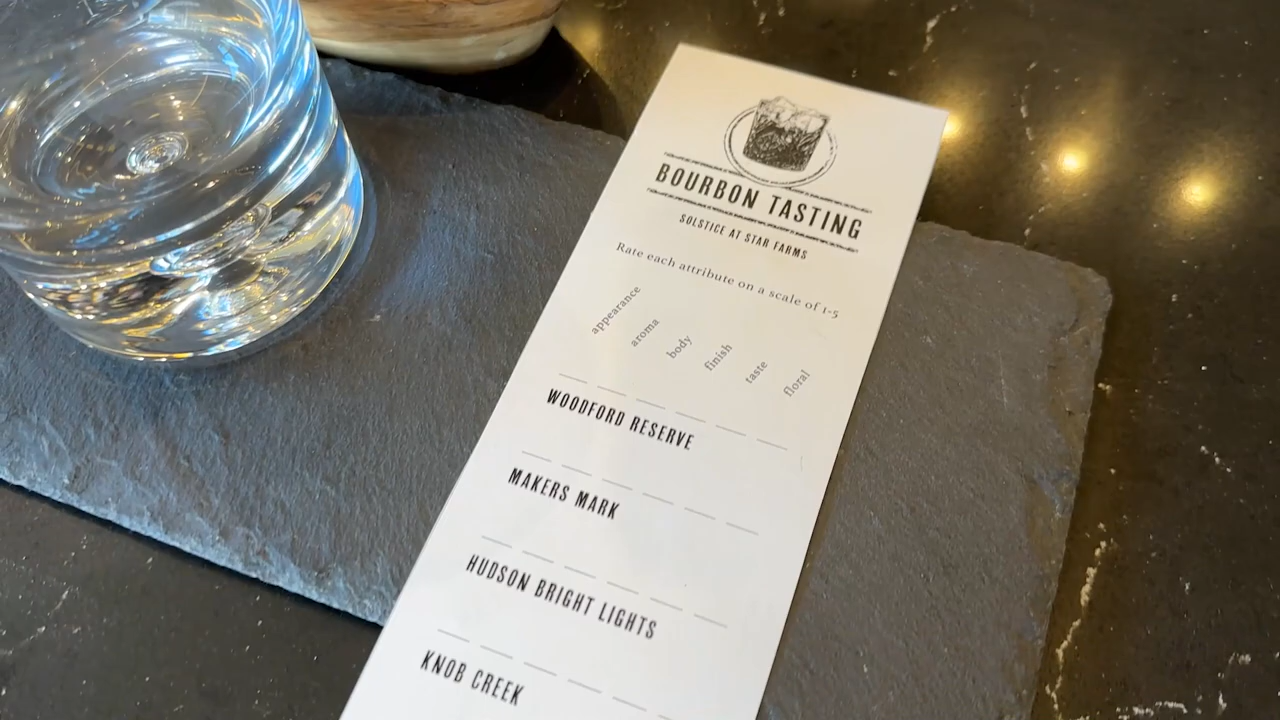 BOURBON TASTING
SOLSTICE AT STAR FARMS
Rate each attribute on a scale of 1-5
appearance
aroma
body
finish
taste
floral
WOODFORD RESERVE
MAKERS MARK
HUDSON BRIGHT LIGHTS
KNOB CREEK